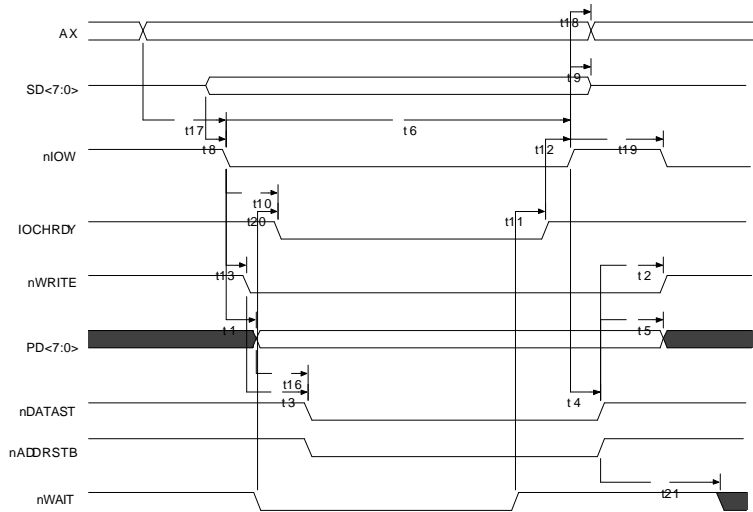 AX
t18
SD<7:0>
t9
t17
t6
nIOW
t8
t12
t19
t10
IOCHRDY
t20
t11
nWRITE
t13
t2
PD<7:0>
t1
t5
t16
nDATAST
t3
t4
nADDRSTB
nWAIT
t21